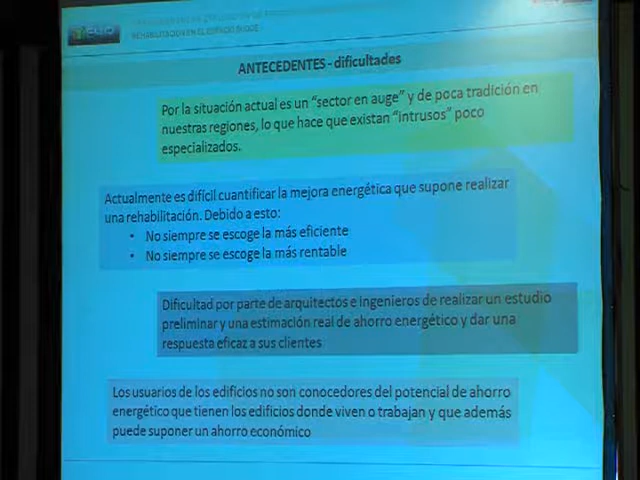 REHABILITACIÓN EN EL ESPACIO SUDOE
ANTECEDENTES - dificultades
Por la situación actual es un "sector en auge" y de poca tradición en
nuestras regiones, lo que hace que existan "intrusos" poco
especializados.
Actualmente es difícil cuantificar la mejora energética que supone realizar
una rehabilitación. Debido a esto:
• No siempre se escoge la más eficiente
• No siempre se escoge la más rentable
Dificultad por parte de arquitectos e ingenieros de realizar un estudio
preliminar y una estimación real de ahorro energético y dar una
respuesta eficaz a sus clientes
Los usuarios de los edificios no son conocedores del potencial de ahorro
energético que tienen los edificios donde viven o trabajan y que además
puede suponer un ahorro económico